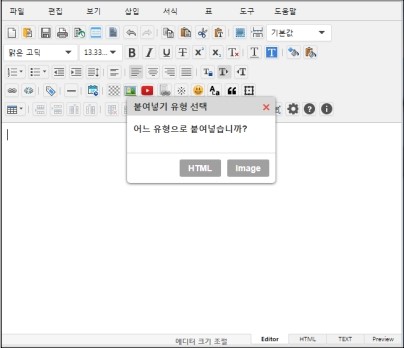 파일 편집 보기 삽입 서식 표 도구 도움말
기본값
맑은 고딕 13.33...
붙여넣기 유형 선택
어느 유형으로 붙여넣습니까?
HTML Image
에디터 크기 조절 Editor HTML TEXT Preview